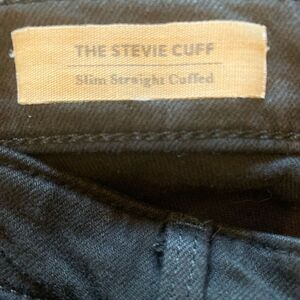 THE STEVIE CUFF
Slim Straight Cuffed